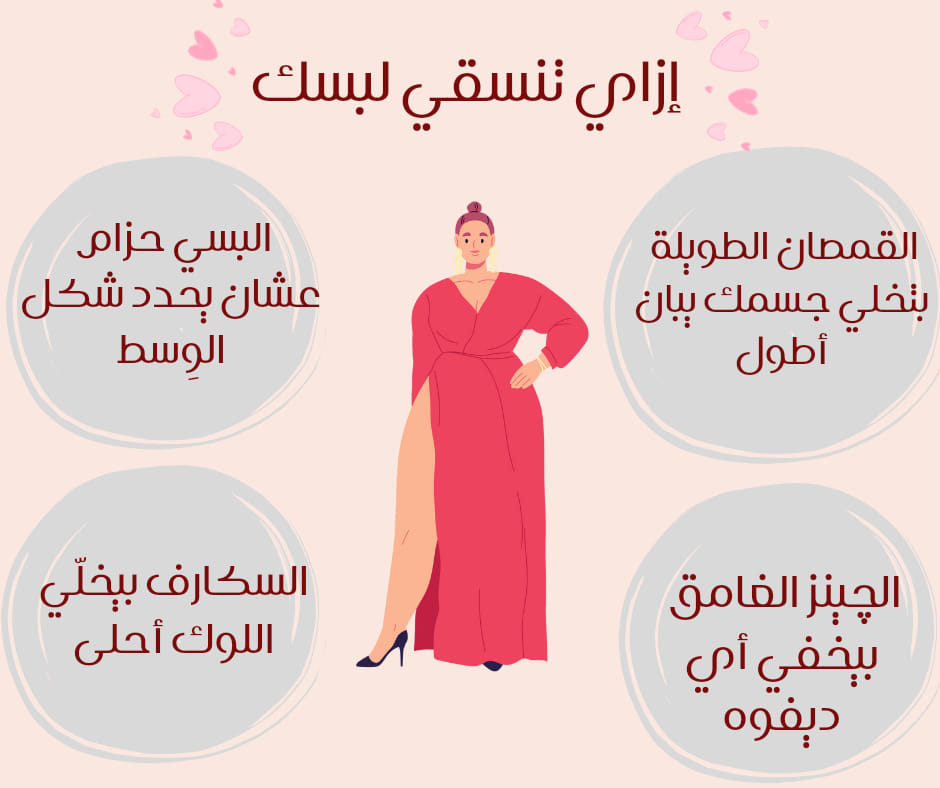 إزاي تنسقي لبسك
القمصان الطويلة
بتخلي جسمك يبان
أطول
البسي حزام
عشان يحدد شكل
الوِسط
الچينز الغامق
بيخفي أي
ديفوه
السكارف بيخلّي
اللوك أحلى